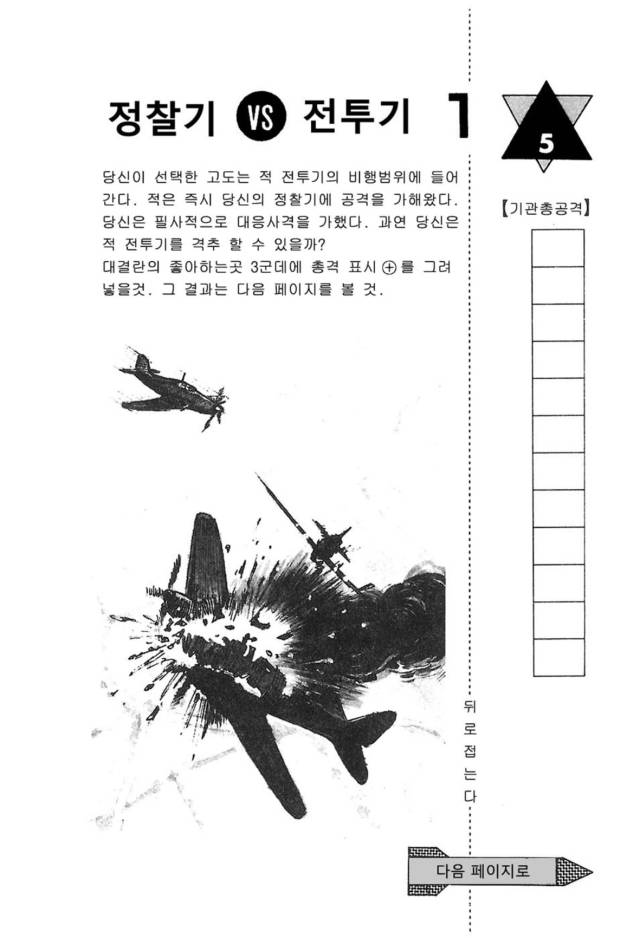 정찰기 VS 전투기 1
5
당신이 선택한 고도는 적 전투기의 비행범위에 들어
간다. 적은 즉시 당신의 정찰기에 공격을 가해왔다.
당신은 필사적으로 대응사격을 가했다. 과연 당신은
적 전투기를 격추 할 수 있을까?
대결란의 좋아하는곳 3군데에 총격 표시 ⊕를 그려
넣을것. 그 결과는 다음 페이지를 볼 것.
【기관총공격】
뒤로접는다
다음 페이지로